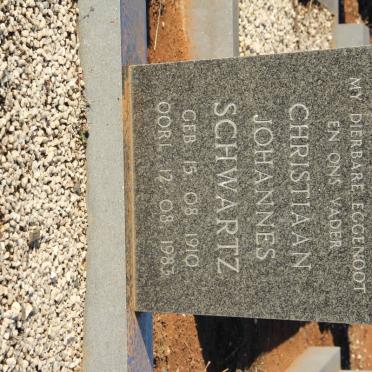 MY DIERBARE EGGENOOT
EN ONS VADER
CHRISTIAAN
JOHANNES
SCHWARTZ
GEB. 15. 08. 1910
OORL. 12. 08. 1983